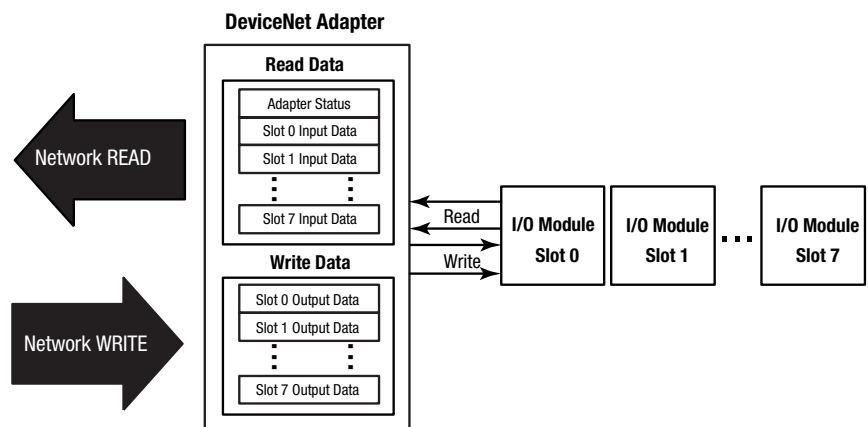 DeviceNet Adapter
Read Data
Adapter Status
Slot 0 Input Data
Slot 1 Input Data
Slot 7 Input Data
Network READ
Read
Write
I/O Module
Slot 0
I/O Module
Slot 1
I/O Module
Slot 7
Write Data
Slot 0 Output Data
Slot 1 Output Data
Slot 7 Output Data
Network WRITE